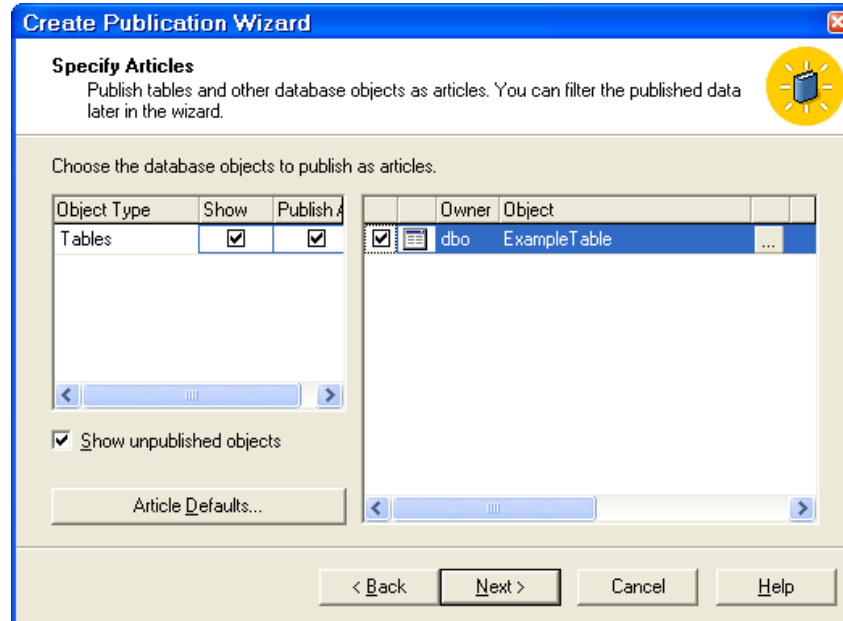 Create Publication Wizard
Specify Articles
Publish tables and other database objects as articles. You can filter the published data
later in the wizard.
Choose the database objects to publish as articles.
Object Type Show Publish A
Tables
Owner Object
dbo ExampleTable ...
Show unpublished objects
Article Defaults...
< Back Next > Cancel Help